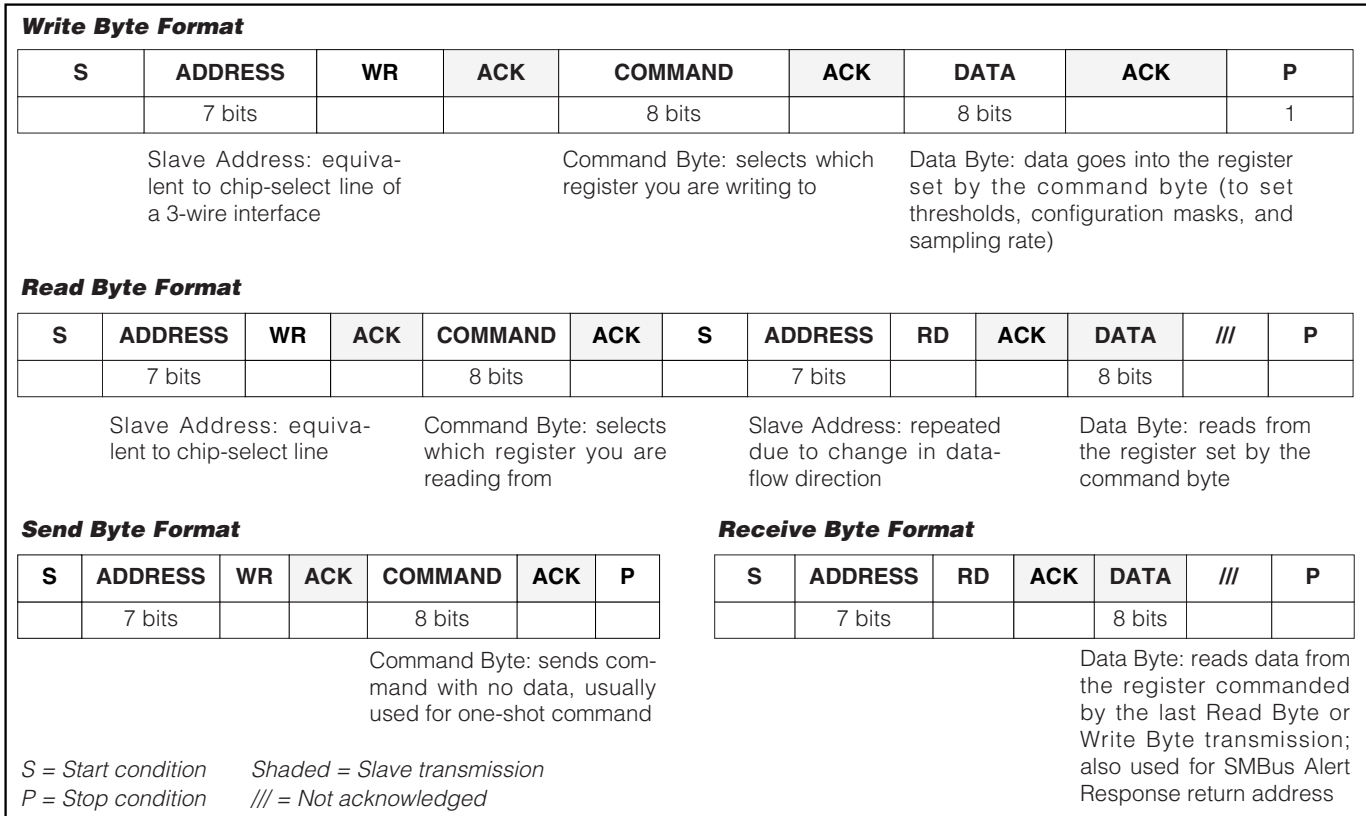 Write Byte Format
S ADDRESS WR ACK COMMAND ACK DATA ACK P
7 bits 8 bits 8 bits 1
Slave Address: equiva-
lent to chip-select line of
a 3-wire interface
Command Byte: selects which
register you are writing to
Data Byte: data goes into the register
set by the command byte (to set
thresholds, configuration masks, and
sampling rate)
Read Byte Format
S ADDRESS WR ACK COMMAND ACK S ADDRESS RD ACK DATA /// P
7 bits 8 bits 7 bits 8 bits
Slave Address: equiva-
lent to chip-select line
Command Byte: selects
which register you are
reading from
Slave Address: repeated
due to change in data-
flow direction
Data Byte: reads from
the register set by the
command byte
Send Byte Format
S ADDRESS WR ACK COMMAND ACK P
7 bits 8 bits
Command Byte: sends com-
mand with no data, usually
used for one-shot command
Receive Byte Format
S ADDRESS RD ACK DATA /// P
7 bits 8 bits
Data Byte: reads data from
the register commanded
by the last Read Byte or
Write Byte transmission;
also used for SMBus Alert
Response return address
S = Start condition Shaded = Slave transmission
P = Stop condition /// = Not acknowledged